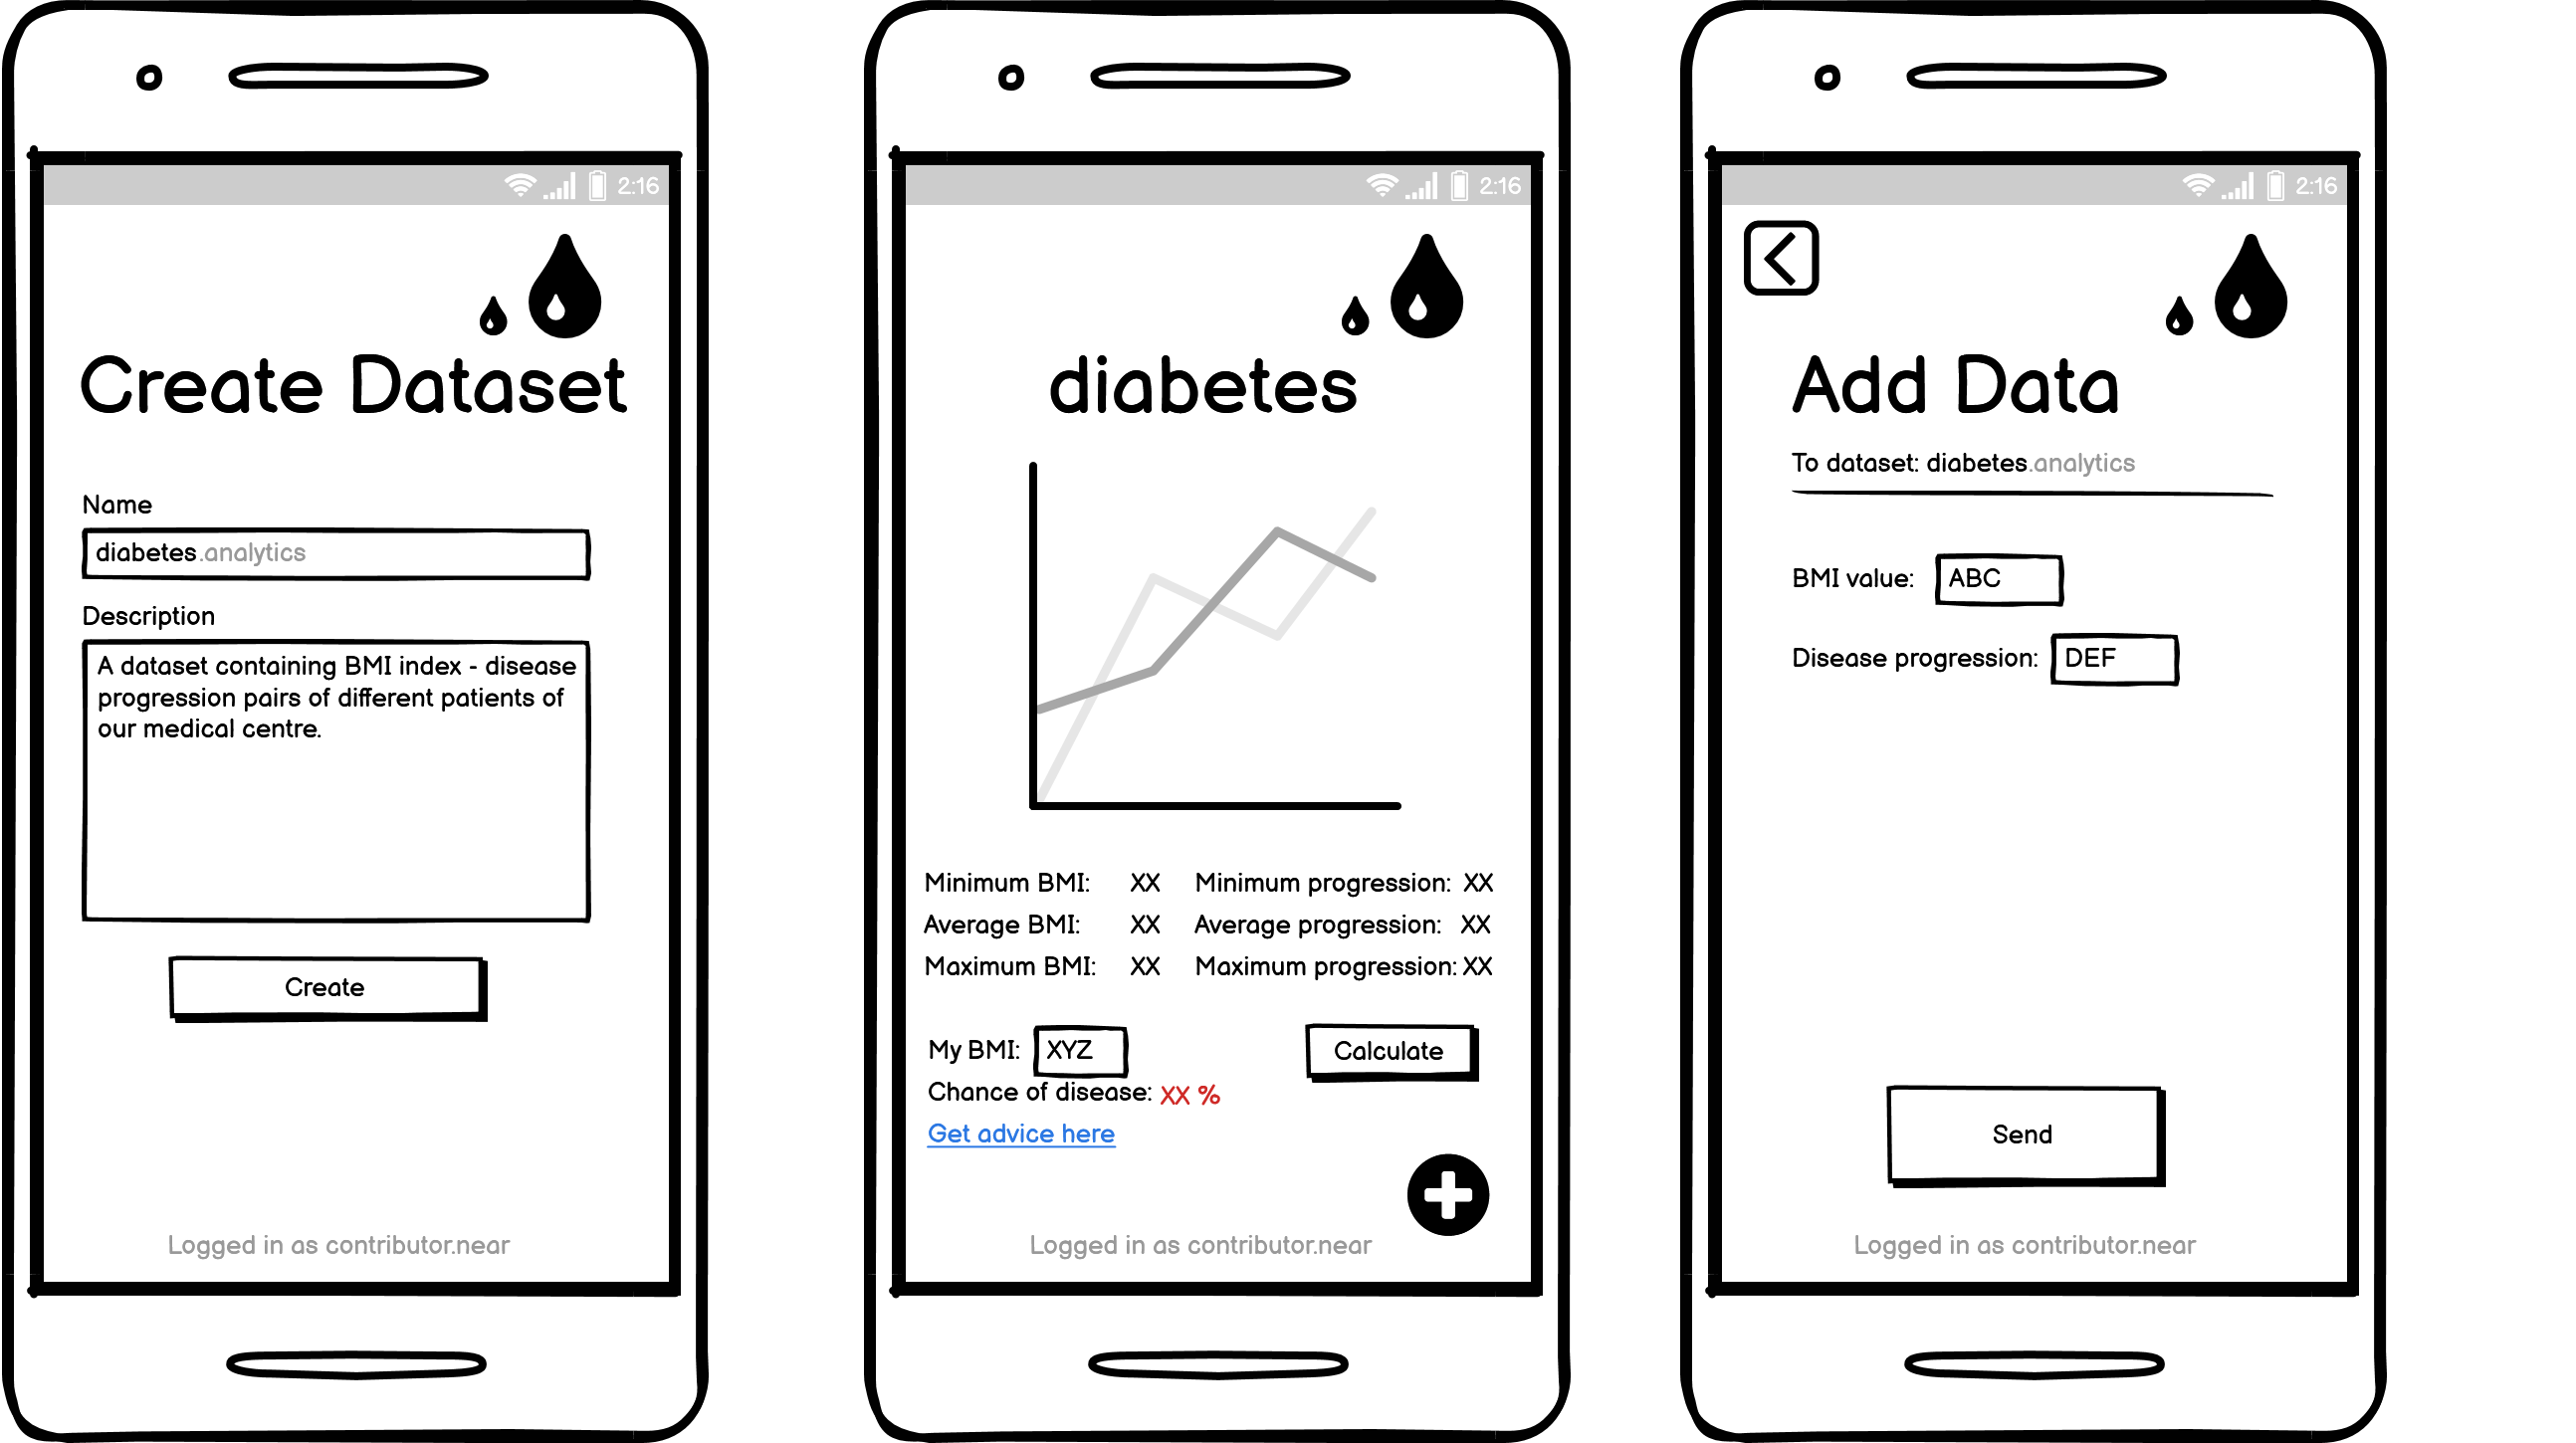 2:16
Create Dataset
Name
diabetes.analytics
Description
A dataset containing BMI index - disease
progression pairs of different patients of
our medical centre.
Create
Logged in as contributor.near
2:16
diabetes
Minimum BMI: XX Minimum progression: XX
Average BMI: XX Average progression: XX
Maximum BMI: XX Maximum progression: XX
My BMI: XYZ Calculate
Chance of disease: XX %
Get advice here
Logged in as contributor.near
2:16
Add Data
To dataset: diabetes.analytics
BMI value: ABC
Disease progression: DEF
Send
Logged in as contributor.near